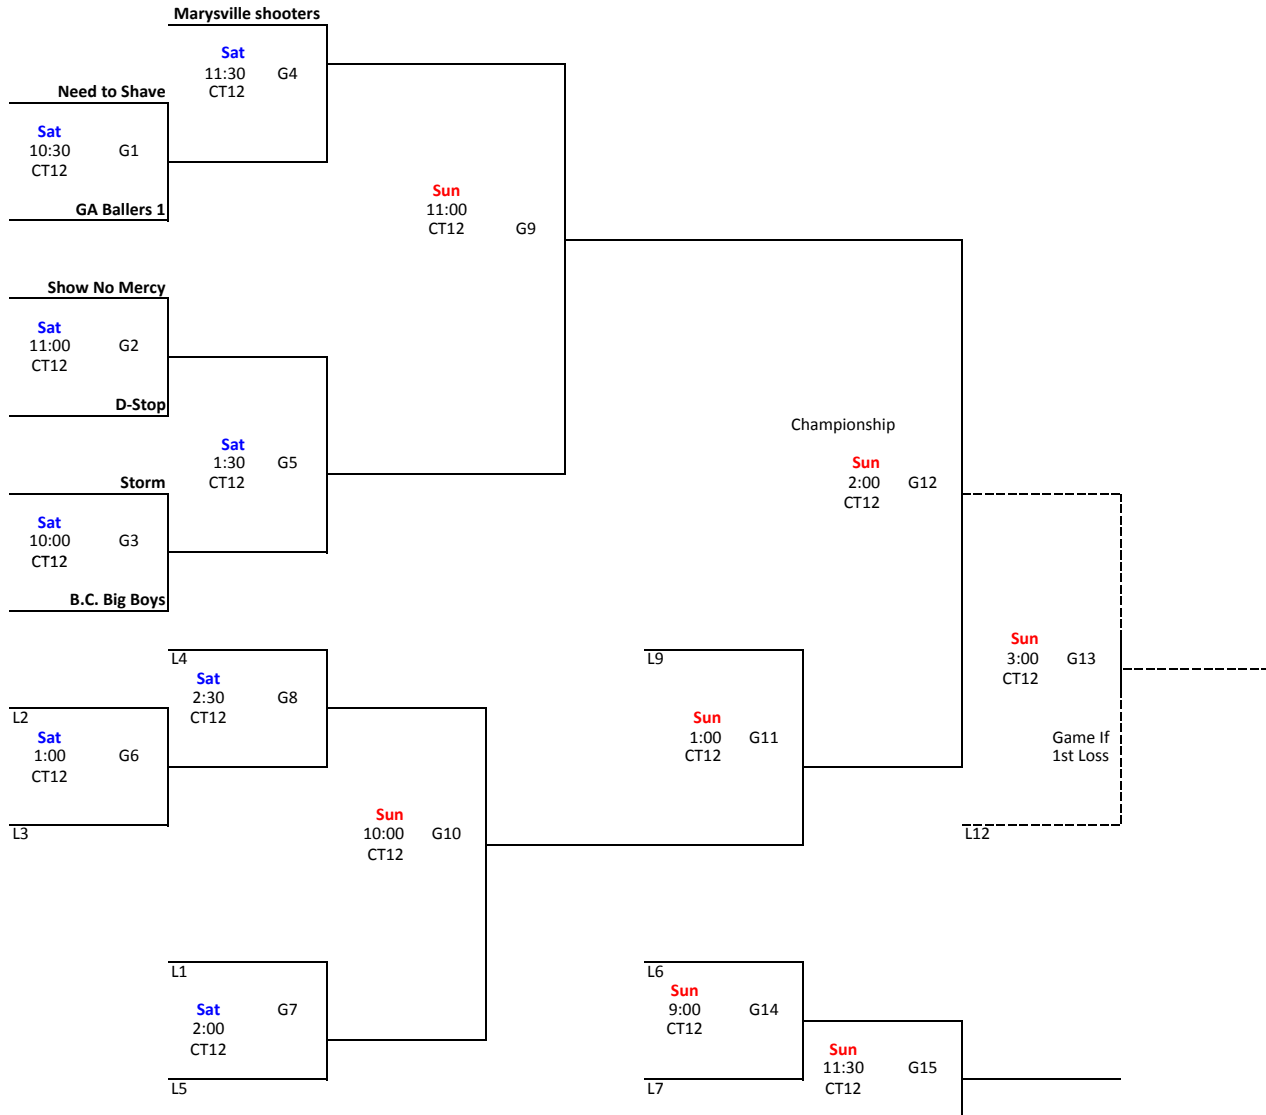 Marysville shooters
Sat
11:30 G4
CT12
Need to Shave
Sat
10:30 G1
CT12
GA Ballers 1
Sun
11:00
CT12 G9
Show No Mercy
Sat
11:00 G2
CT12
D-Stop
Sat
1:30 G5
CT12
Championship
Sun
2:00 G12
CT12
Storm
Sat
10:00 G3
CT12
B.C. Big Boys
L4
Sat
2:30 G8
CT12
L9
Sun
3:00 G13
CT12
L2
Sat
1:00 G6
CT12
L3
Sun
1:00 G11
CT12
Game If
1st Loss
Sun
10:00 G10
CT12
L12
L1
Sat G7
2:00
CT12
L5
L6
Sun
9:00 G14
CT12
L7
Sun
11:30 G15
CT12